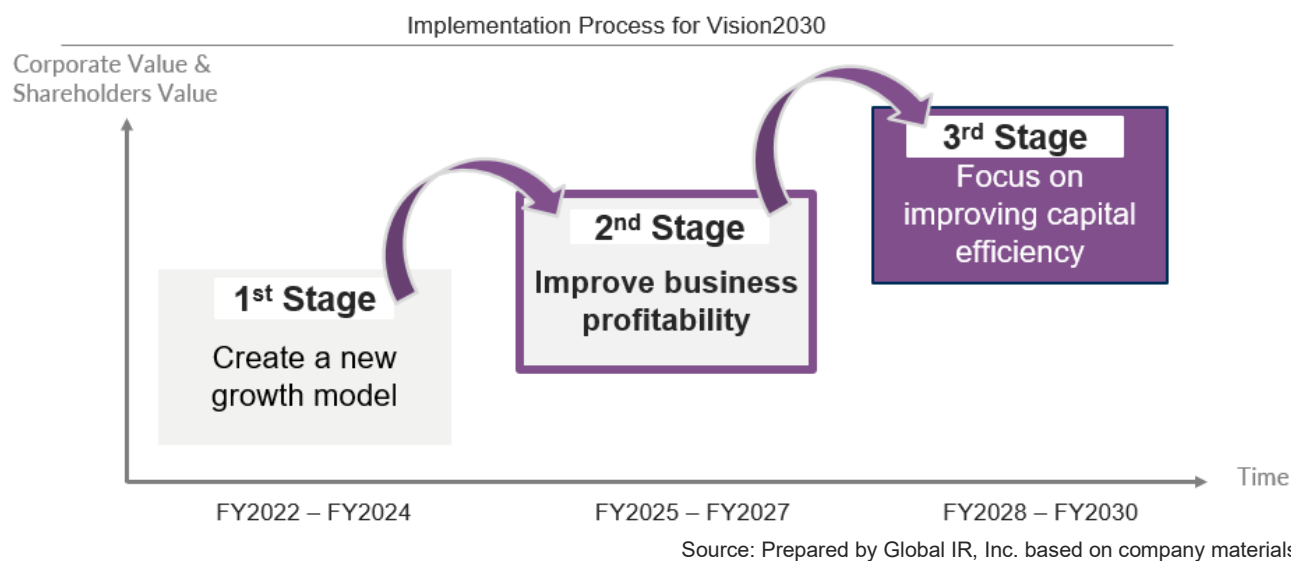 Implementation Process for Vision2030
Corporate Value &
Shareholders Value
1st Stage
Create a new
growth model
2nd Stage
Improve business
profitability
3rd Stage
Focus on
improving capital
efficiency
Time
FY2022 – FY2024
FY2025 – FY2027
FY2028 – FY2030
Source: Prepared by Global IR, Inc. based on company materials